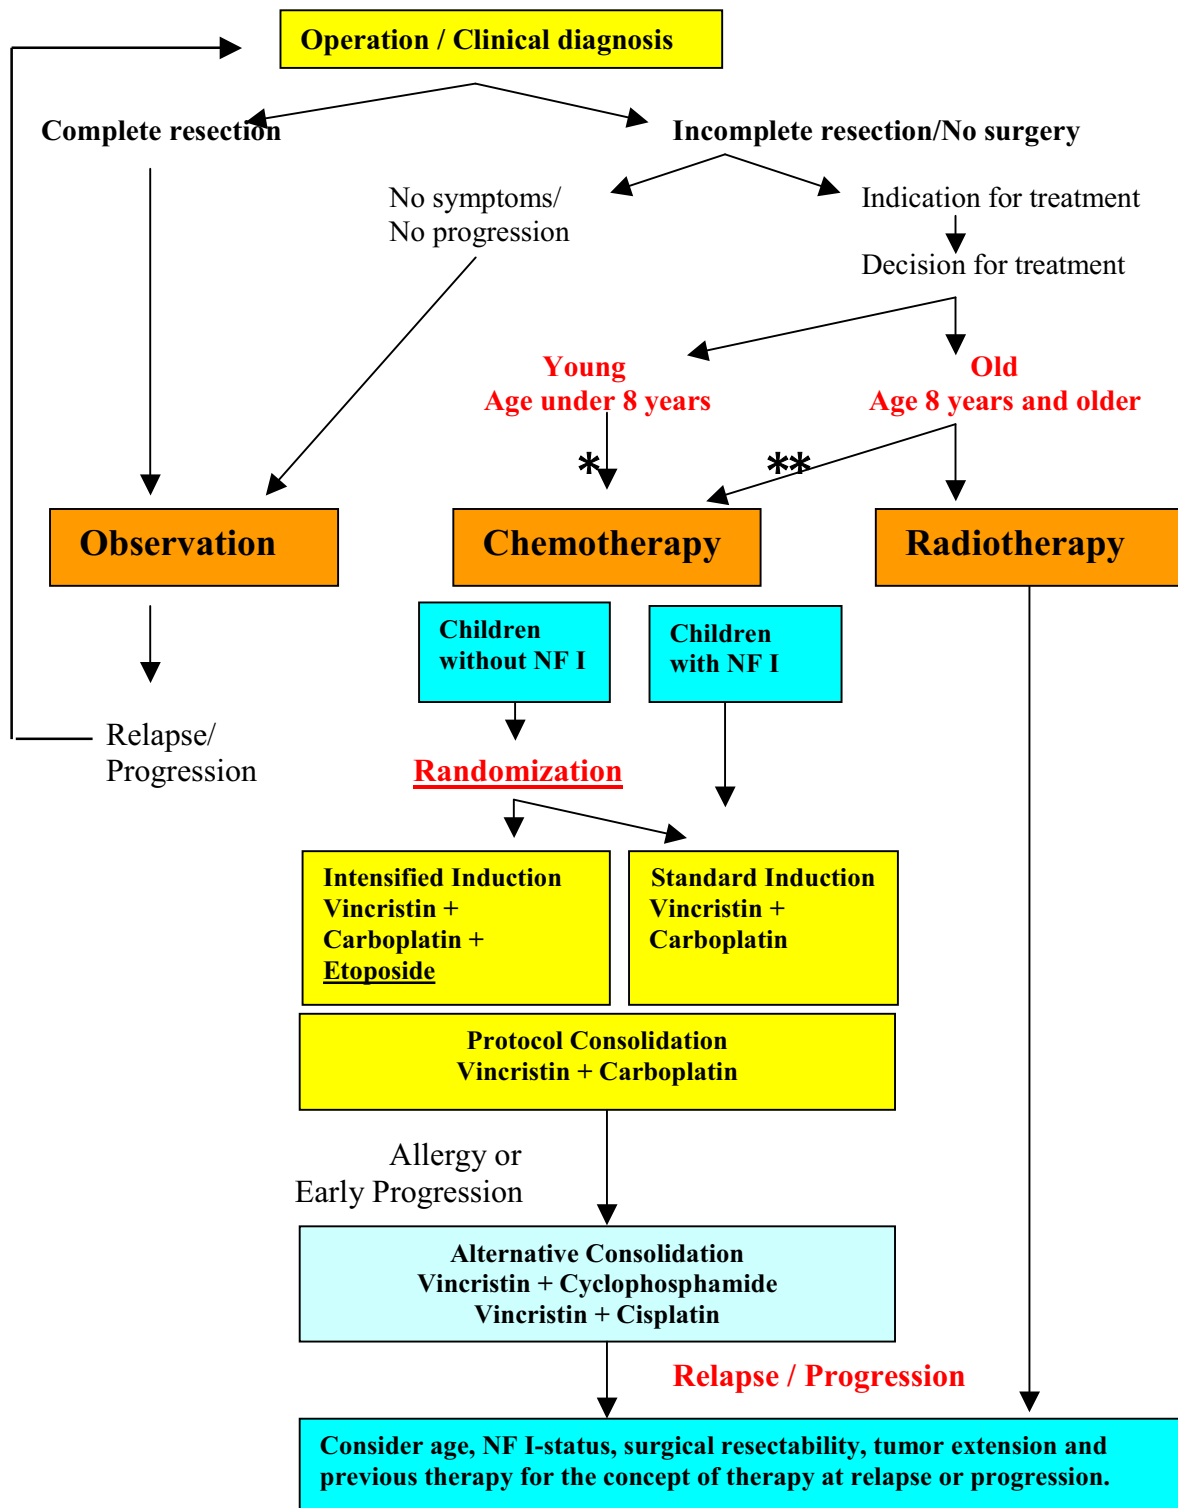 Operation / Clinical diagnosis
Complete resection
Incomplete resection/No surgery
No symptoms/
No progression
Indication for treatment
Decision for treatment
Young
Age under 8 years
Old
Age 8 years and older
*
**
Observation
Chemotherapy
Radiotherapy
Children
without NF I
Children
with NF I
Relapse/
Progression
Randomization
Intensified Induction
Vincristin +
Carboplatin +
Etoposide
Standard Induction
Vincristin +
Carboplatin
Protocol Consolidation
Vincristin + Carboplatin
Allergy or
Early Progression
Alternative Consolidation
Vincristin + Cyclophosphamide
Vincristin + Cisplatin
Relapse / Progression
Consider age, NF I-status, surgical resectability, tumor extension and
previous therapy for the concept of therapy at relapse or progression.